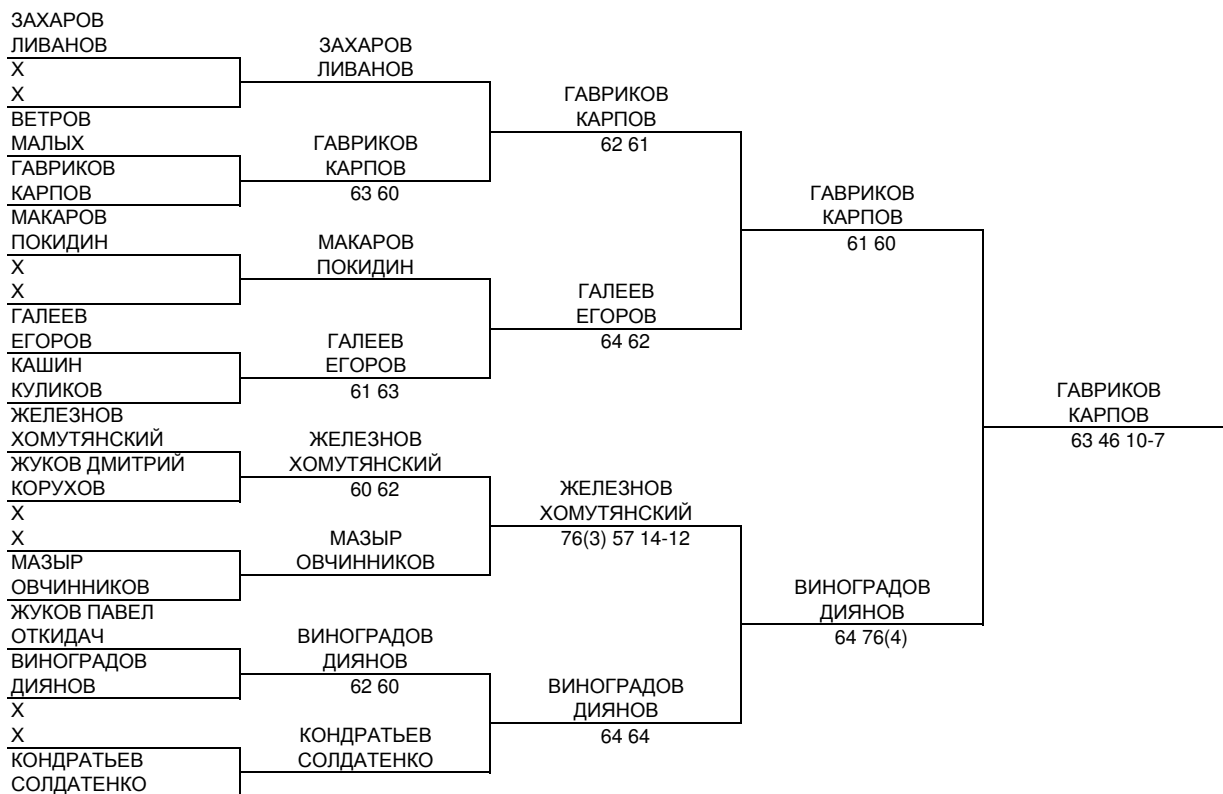 ЗАХАРОВ
ЛИВАНОВ
Х
Х
ВЕТРОВ
МАЛЫХ
ГАВРИКОВ
КАРПОВ
МАКАРОВ
ПОКИДИН
Х
Х
ГАЛЕЕВ
ЕГОРОВ
КАШИН
КУЛИКОВ
ЖЕЛЕЗНОВ
ХОМУТЯНСКИЙ
ЖУКОВ ДМИТРИЙ
КОРУХОВ
Х
Х
МАЗЫР
ОВЧИННИКОВ
ЖУКОВ ПАВЕЛ
ОТКИДАЧ
ВИНОГРАДОВ
ДИЯНОВ
Х
Х
КОНДРАТЬЕВ
СОЛДАТЕНКО
ЗАХАРОВ
ЛИВАНОВ
ГАВРИКОВ
КАРПОВ
63 60
МАКАРОВ
ПОКИДИН
ГАЛЕЕВ
ЕГОРОВ
61 63
ЖЕЛЕЗНОВ
ХОМУТЯНСКИЙ
60 62
МАЗЫР
ОВЧИННИКОВ
ВИНОГРАДОВ
ДИЯНОВ
62 60
КОНДРАТЬЕВ
СОЛДАТЕНКО
ГАВРИКОВ
КАРПОВ
62 61
ГАЛЕЕВ
ЕГОРОВ
64 62
ЖЕЛЕЗНОВ
ХОМУТЯНСКИЙ
76(3) 57 14-12
ВИНОГРАДОВ
ДИЯНОВ
64 64
ГАВРИКОВ
КАРПОВ
61 60
ВИНОГРАДОВ
ДИЯНОВ
64 76(4)
ГАВРИКОВ
КАРПОВ
63 46 10-7